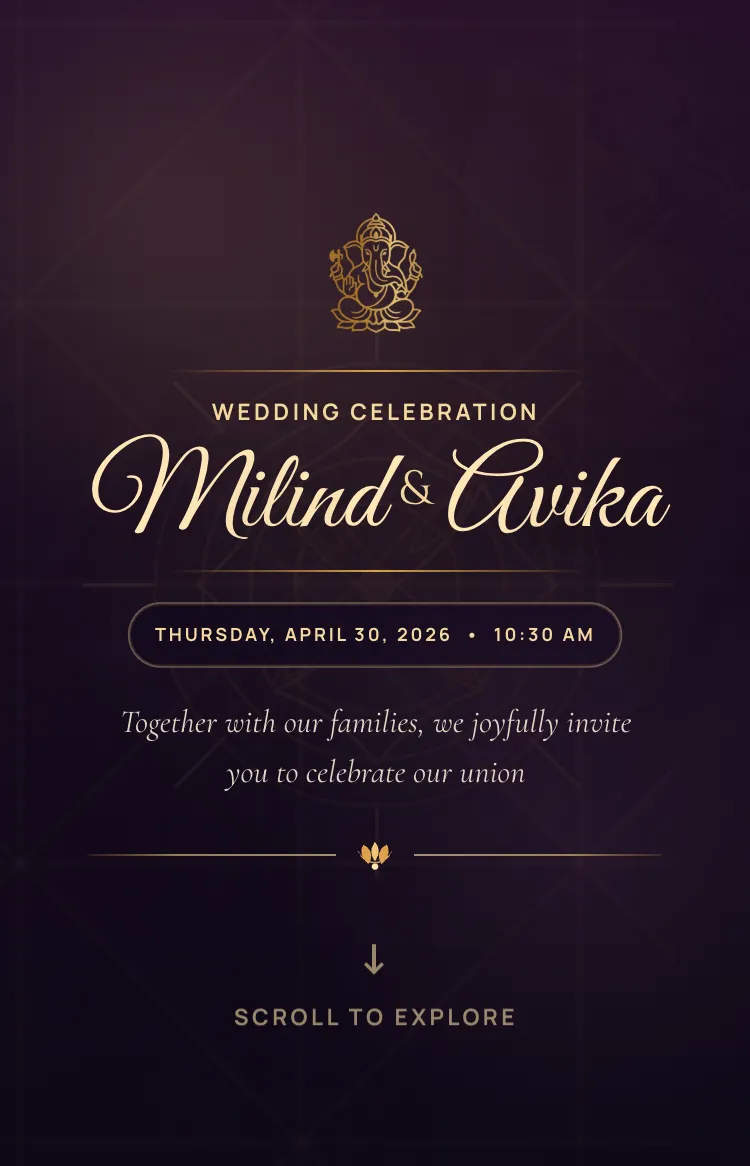 WEDDING CELEBRATION
Milind & Avika
THURSDAY, APRIL 30, 2026 • 10:30 AM
Together with our families, we joyfully invite
you to celebrate our union
SCROLL TO EXPLORE